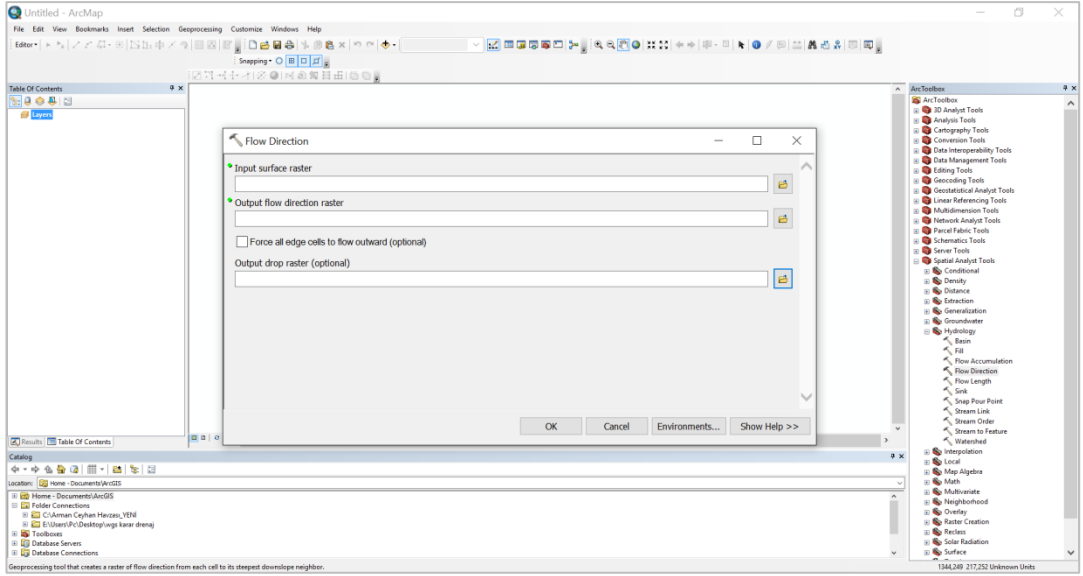 Untitled - ArcMap
File Edit View Bookmarks Insert Selection Geoprocessing Customize Windows Help
Editor
Snapping
Table Of Contents
Layers
Flow Direction
Input surface raster
Output flow direction raster
Force all edge cells to flow outward (optional)
Output drop raster (optional)
OK Cancel Environments... Show Help >>
Results Table Of Contents
Catalog
Location: Home - Documents\ArcGIS
Home - Documents\ArcGIS
Folder Connections
C:\Arman Ceyhan Havzası_YENİ
E:\Users\Pc\Desktop\wgs karar drenaj
Toolboxes
Database Servers
Database Connections
Geoprocessing tool that creates a raster of flow direction from each cell to its steepest downslope neighbor.
ArcToolbox
ArcToolbox
3D Analyst Tools
Analysis Tools
Cartography Tools
Conversion Tools
Data Interoperability Tools
Data Management Tools
Editing Tools
Geocoding Tools
Geostatistical Analyst Tools
Linear Referencing Tools
Multidimension Tools
Network Analyst Tools
Parcel Fabric Tools
Schematics Tools
Server Tools
Spatial Analyst Tools
Conditional
Density
Distance
Extraction
Generalization
Groundwater
Hydrology
Basin
Fill
Flow Accumulation
Flow Direction
Flow Length
Sink
Snap Pour Point
Stream Link
Stream Order
Stream to Feature
Watershed
Interpolation
Local
Map Algebra
Math
Multivariate
Neighborhood
Overlay
Raster Creation
Reclass
Solar Radiation
Surface
1344,249 217,252 Unknown Units